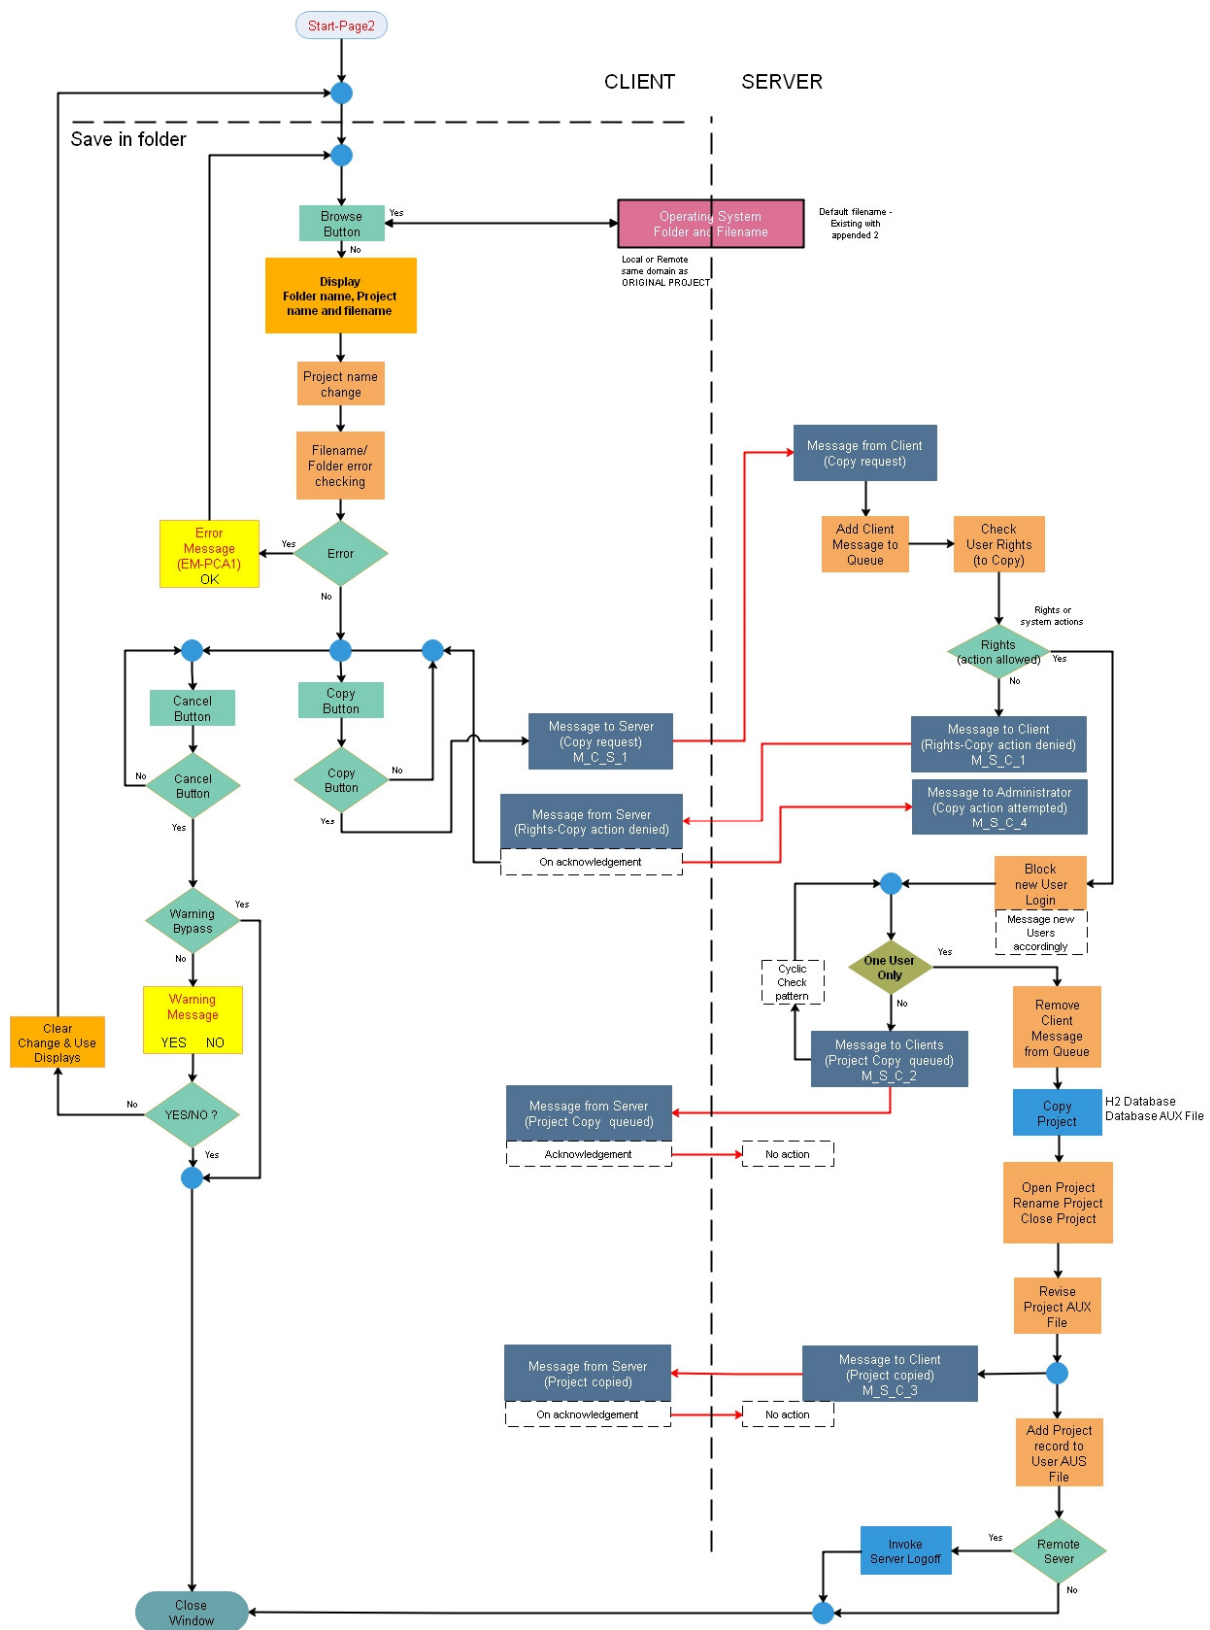 Start-Page2
CLIENT
SERVER
Save in folder
Browse
Button
Yes
No
Operating System
Folder and Filename
Default filename -
Existing with
appended 2
Local or Remote
same domain as
ORIGINAL PROJECT
Display
Folder name, Project
name and filename
Project name
change
Filename/
Folder error
checking
Error
Yes
No
Error
Message
(EM-PCA1)
OK
Message from Client
(Copy request)
Add Client
Message to
Queue
Check
User Rights
(to Copy)
Rights or
system actions
Rights
(action allowed)
Yes
No
Cancel
Button
Copy
Button
Cancel
Button
No
Yes
Copy
Button
No
Yes
Message to Server
(Copy request)
M_C_S_1
Message to Client
(Rights-Copy action denied)
M_S_C_1
Message from Server
(Rights-Copy action denied)
On acknowledgement
Message to Administrator
(Copy action attempted)
M_S_C_4
Block
new User
Login
Message new
Users
accordingly
Warning
Bypass
Yes
No
One User
Only
Yes
No
Cyclic
Check
pattern
Warning
Message
YES NO
Clear
Change & Use
Displays
YES/NO ?
No
Yes
Remove
Client
Message
from Queue
Message to Clients
(Project Copy queued)
M_S_C_2
Message from Server
(Project Copy queued)
Acknowledgement
No action
Copy
Project
H2 Database
Database AUX File
Open Project
Rename Project
Close Project
Revise
Project AUX
File
Message from Server
(Project copied)
On acknowledgement
Message to Client
(Project copied)
M_S_C_3
No action
Add Project
record to
User AUS
File
Remote
Sever
Yes
No
Invoke
Server Logoff
Close
Window